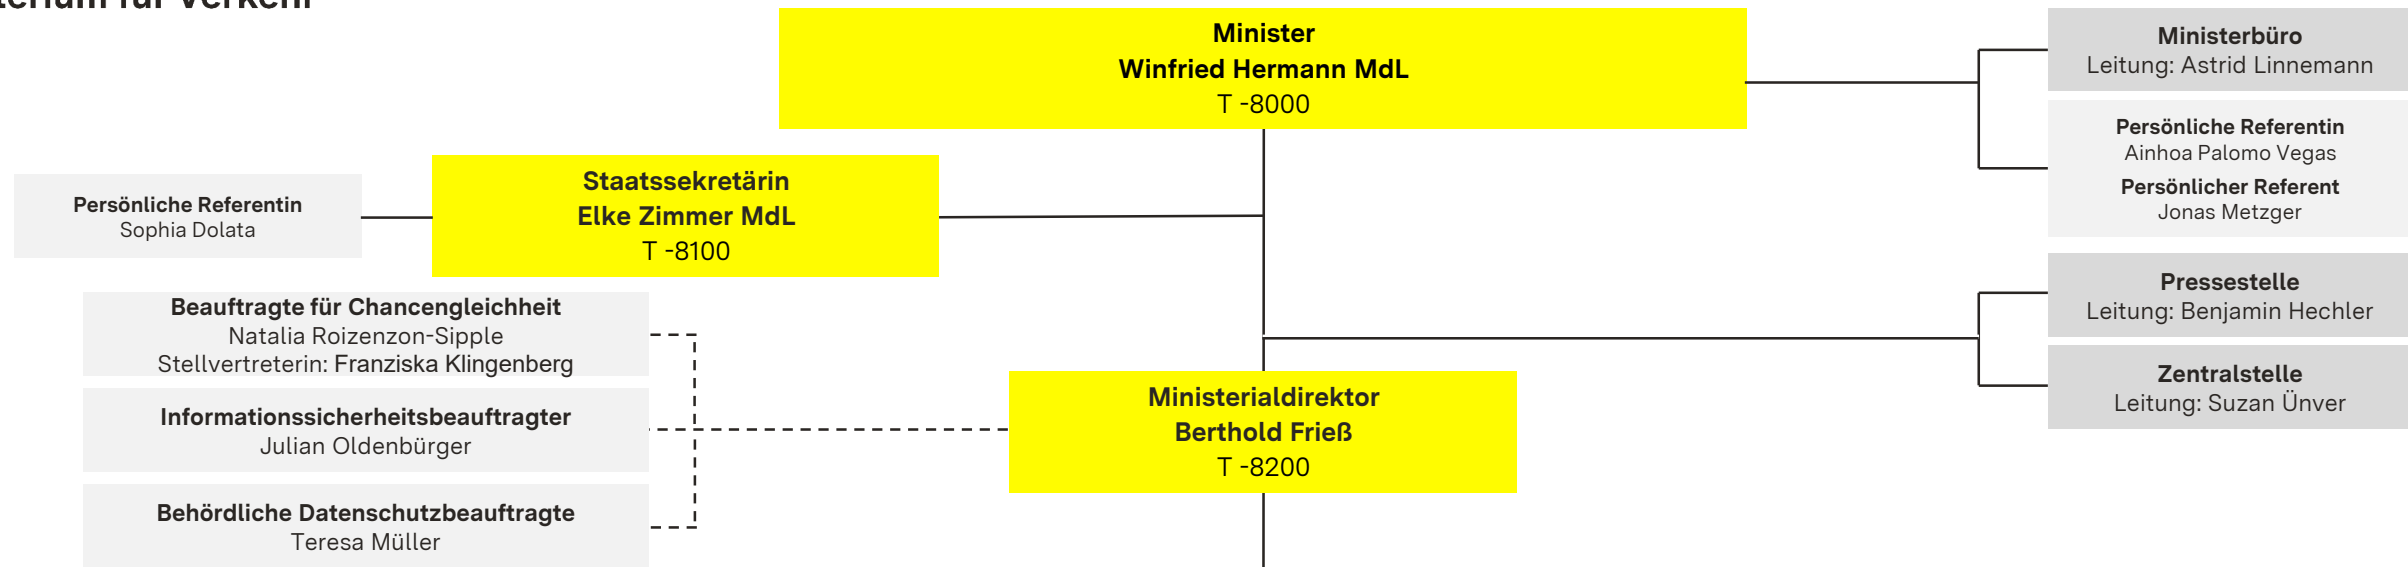 für Verkehr
Minister
Winfried Hermann MdL
T -8000
Ministerbüro
Leitung: Astrid Linnemann
Persönliche Referentin
Ainhoa Palomo Vegas
Persönlicher Referent
Jonas Metzger
Staatssekretärin
Elke Zimmer MdL
T -8100
Persönliche Referentin
Sophia Dolata
Pressestelle
Leitung: Benjamin Hechler
Zentralstelle
Leitung: Suzan Ünver
Beauftragte für Chancengleichheit
Natalia Roizenzon-Sipple
Stellvertreterin: Franziska Klingenberg
Informationssicherheitsbeauftragter
Julian Oldenbürger
Behördliche Datenschutzbeauftragte
Teresa Müller
Ministerialdirektor
Berthold Frieß
T -8200